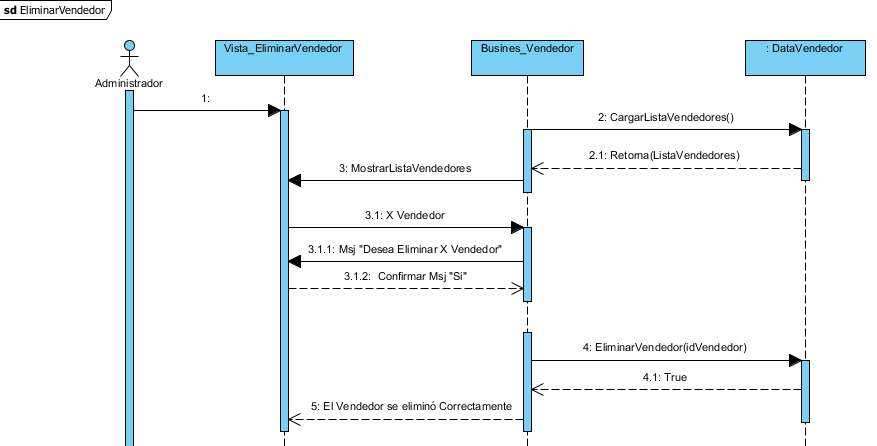 sd EliminarVendedor
Vista_EliminarVendedor
Busines_Vendedor
: DataVendedor
Administrador
1:
2: CargarListaVendedores()
2.1: Retorna(ListaVendedores)
3: MostrarListaVendedores
3.1: X Vendedor
3.1.1: Msj "Desea Eliminar X Vendedor"
3.1.2: Confirmar Msj "Si"
4: EliminarVendedor(idVendedor)
4.1: True
5: El Vendedor se eliminó Correctamente